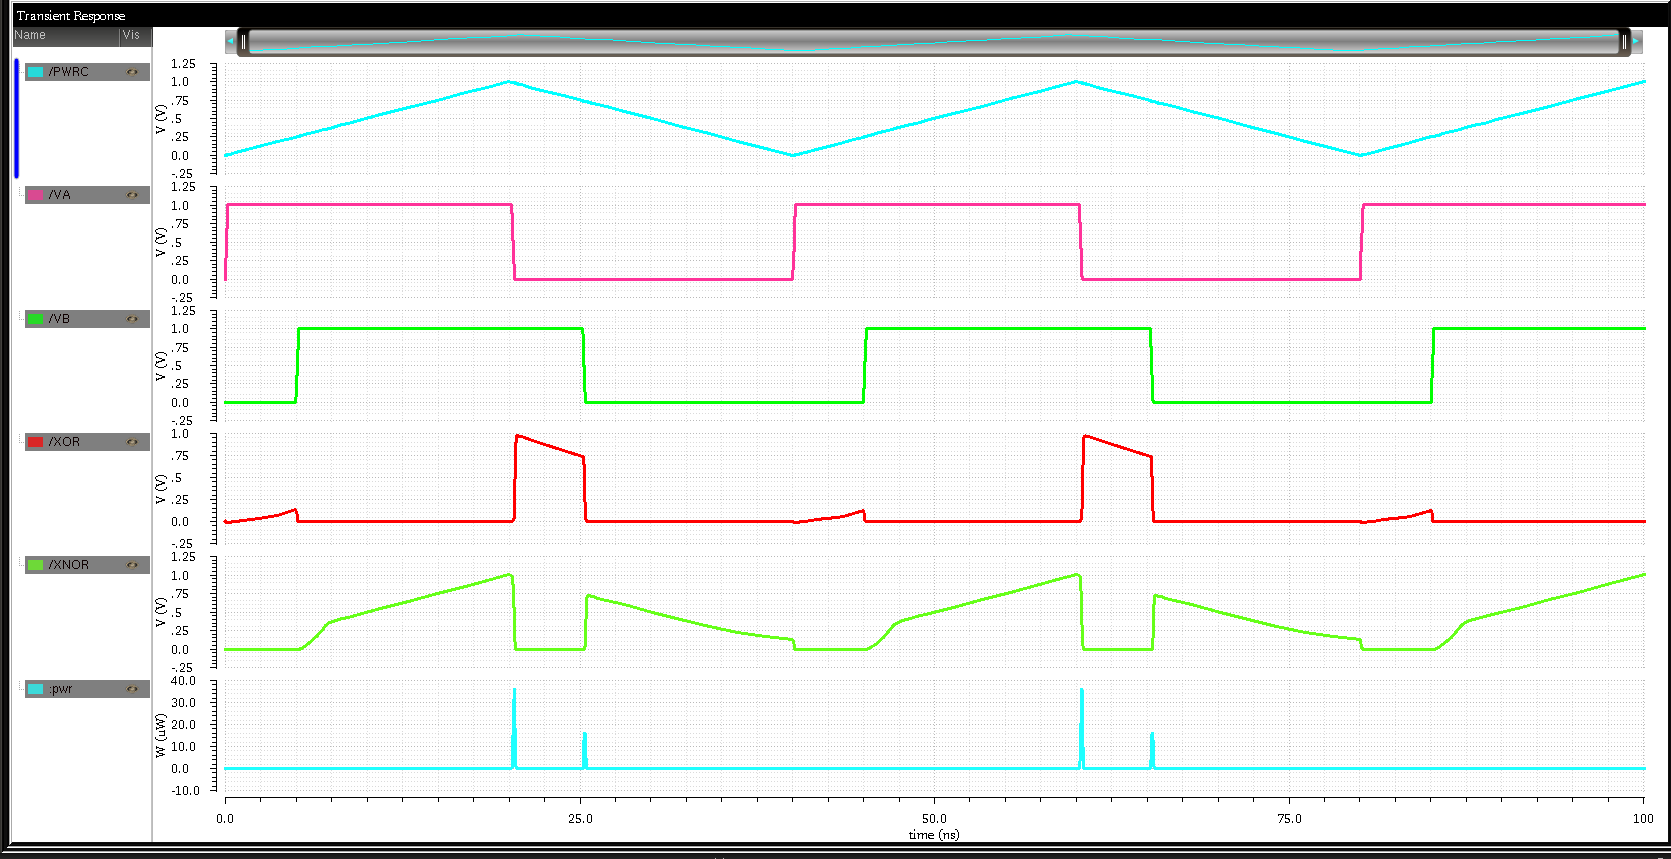 Transient Response
Name Vis
/PWRC
1.25
1.0
.75
.5
.25
0.0
-.25
V (V)
/VA
1.25
1.0
.75
.5
.25
0.0
-.25
V (V)
/VB
1.25
1.0
.75
.5
.25
0.0
-.25
V (V)
/XOR
1.0
.75
.5
.25
0.0
-.25
V (V)
/XNOR
1.25
1.0
.75
.5
.25
0.0
-.25
V (V)
:pwr
40.0
30.0
20.0
10.0
0.0
-10.0
W (uW)
0.0 25.0 50.0 75.0 100
time (ns)